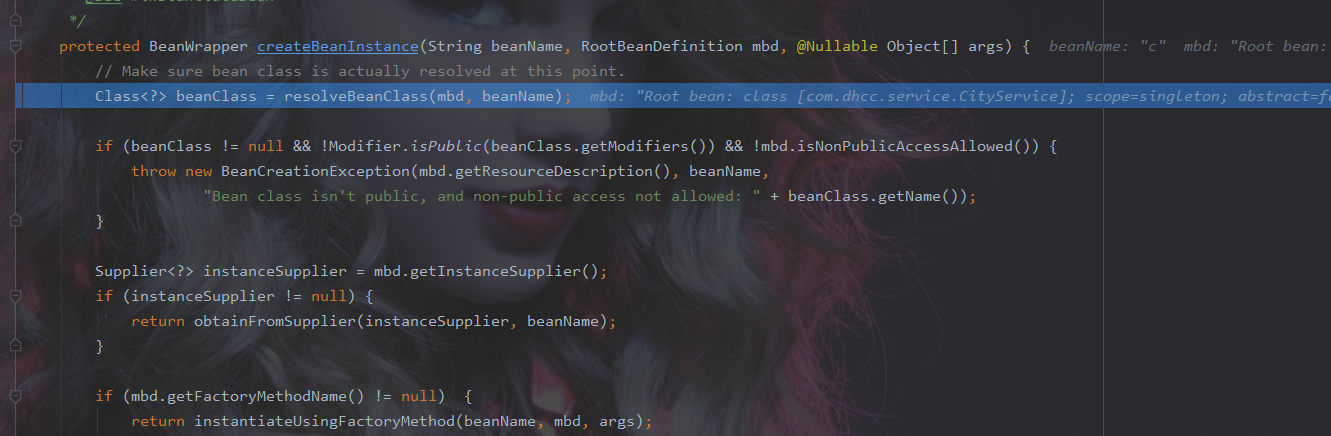 */
protected BeanWrapper createBeanInstance(String beanName, RootBeanDefinition mbd, @Nullable Object[] args) {  beanName: "c"  mbd: "Root bean:
// Make sure bean class is actually resolved at this point.
Class<?> beanClass = resolveBeanClass(mbd, beanName);  mbd: "Root bean: class [com.dhcc.service.CityService]; scope=singleton; abstract=fa
if (beanClass != null && !Modifier.isPublic(beanClass.getModifiers()) && !mbd.isNonPublicAccessAllowed()) {
throw new BeanCreationException(mbd.getResourceDescription(), beanName,
"Bean class isn't public, and non-public access not allowed: " + beanClass.getName());
}
Supplier<?> instanceSupplier = mbd.getInstanceSupplier();
if (instanceSupplier != null) {
return obtainFromSupplier(instanceSupplier, beanName);
}
if (mbd.getFactoryMethodName() != null)  {
return instantiateUsingFactoryMethod(beanName, mbd, args);